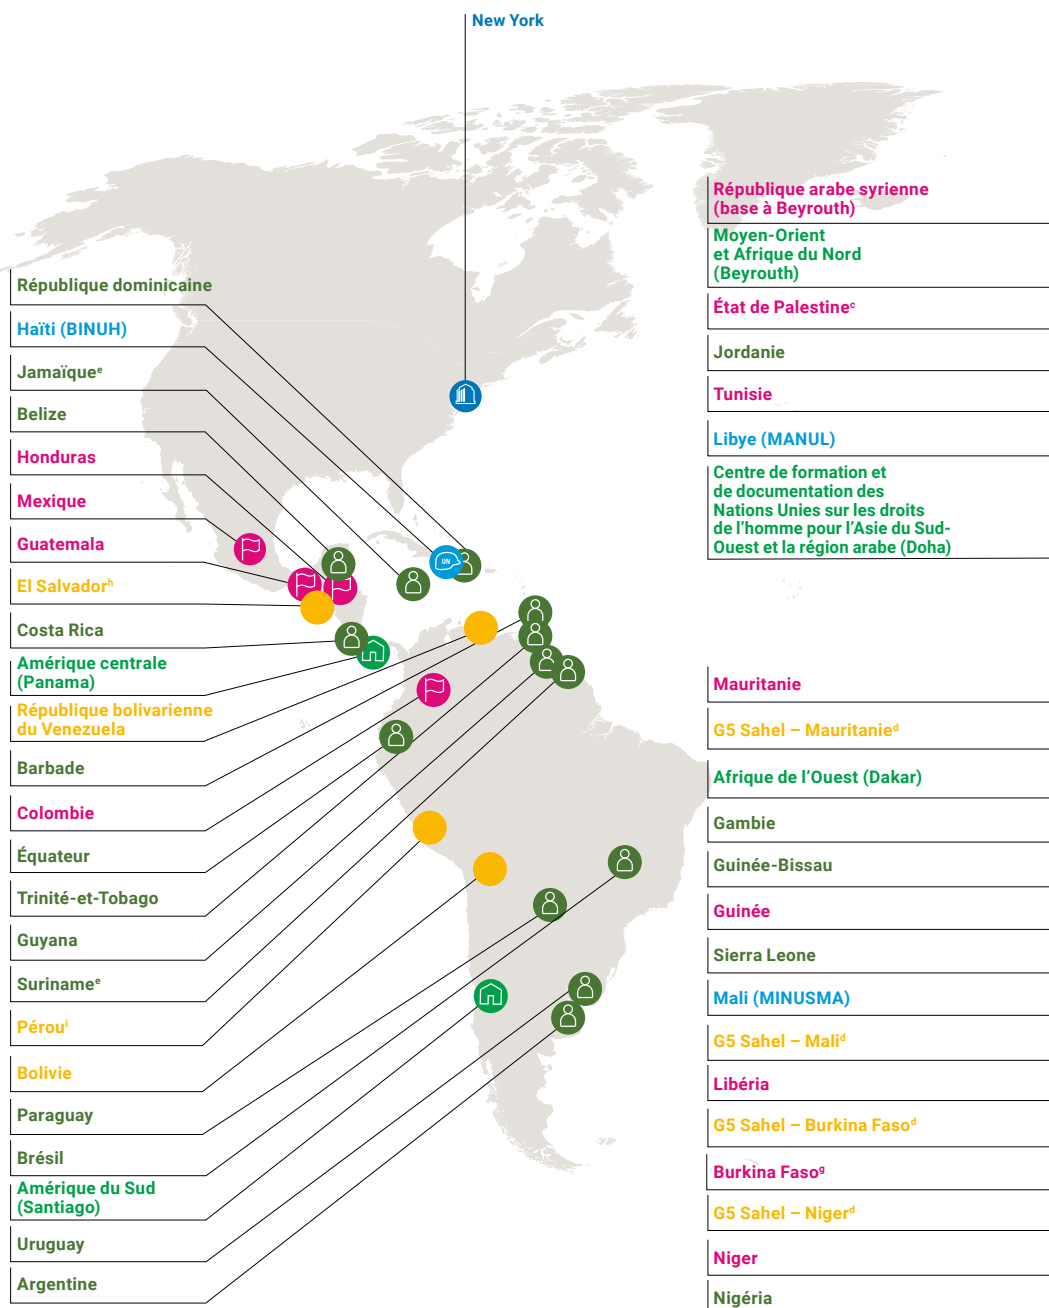 New York
République dominicaine
Haïti (BINUH)
Jamaïqueᵉ
Belize
Honduras
Mexique
Guatemala
El Salvadorʰ
Costa Rica
Amérique centrale
(Panama)
République bolivarienne
du Venezuela
Barbade
Colombie
Équateur
Trinité-et-Tobago
Guyana
Surinameᵉ
Pérouⁱ
Bolivie
Paraguay
Brésil
Amérique du Sud
(Santiago)
Uruguay
Argentine
UN
République arabe syrienne
(base à Beyrouth)
Moyen-Orient
et Afrique du Nord
(Beyrouth)
État de Palestineᶜ
Jordanie
Tunisie
Libye (MANUL)
Centre de formation et
de documentation des
Nations Unies sur les droits
de l’homme pour l’Asie du Sud-
Ouest et la région arabe (Doha)
Mauritanie
G5 Sahel – Mauritanieᵈ
Afrique de l’Ouest (Dakar)
Gambie
Guinée-Bissau
Guinée
Sierra Leone
Mali (MINUSMA)
G5 Sahel – Maliᵈ
Libéria
G5 Sahel – Burkina Fasoᵈ
Burkina Fasoᵍ
G5 Sahel – Nigerᵈ
Niger
Nigéria